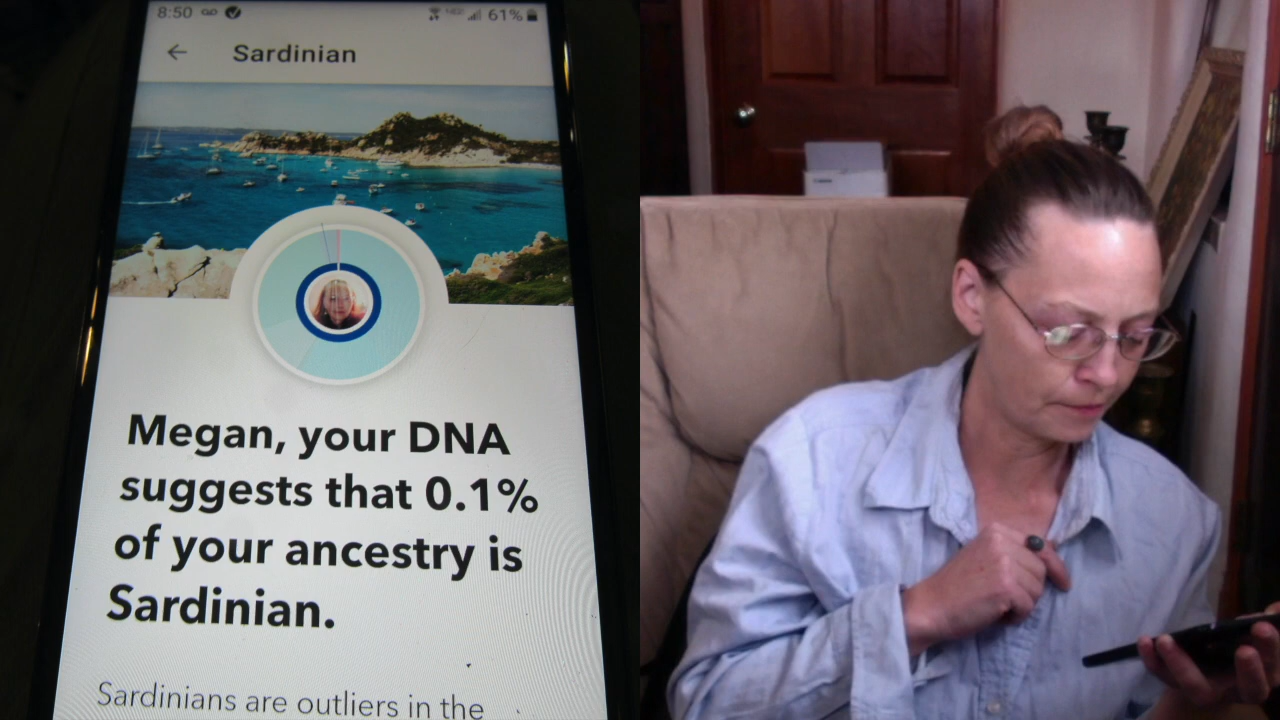 8:50 61%
Sardinian
Megan, your DNA
suggests that 0.1%
of your ancestry is
Sardinian.
Sardinians are outliers in the